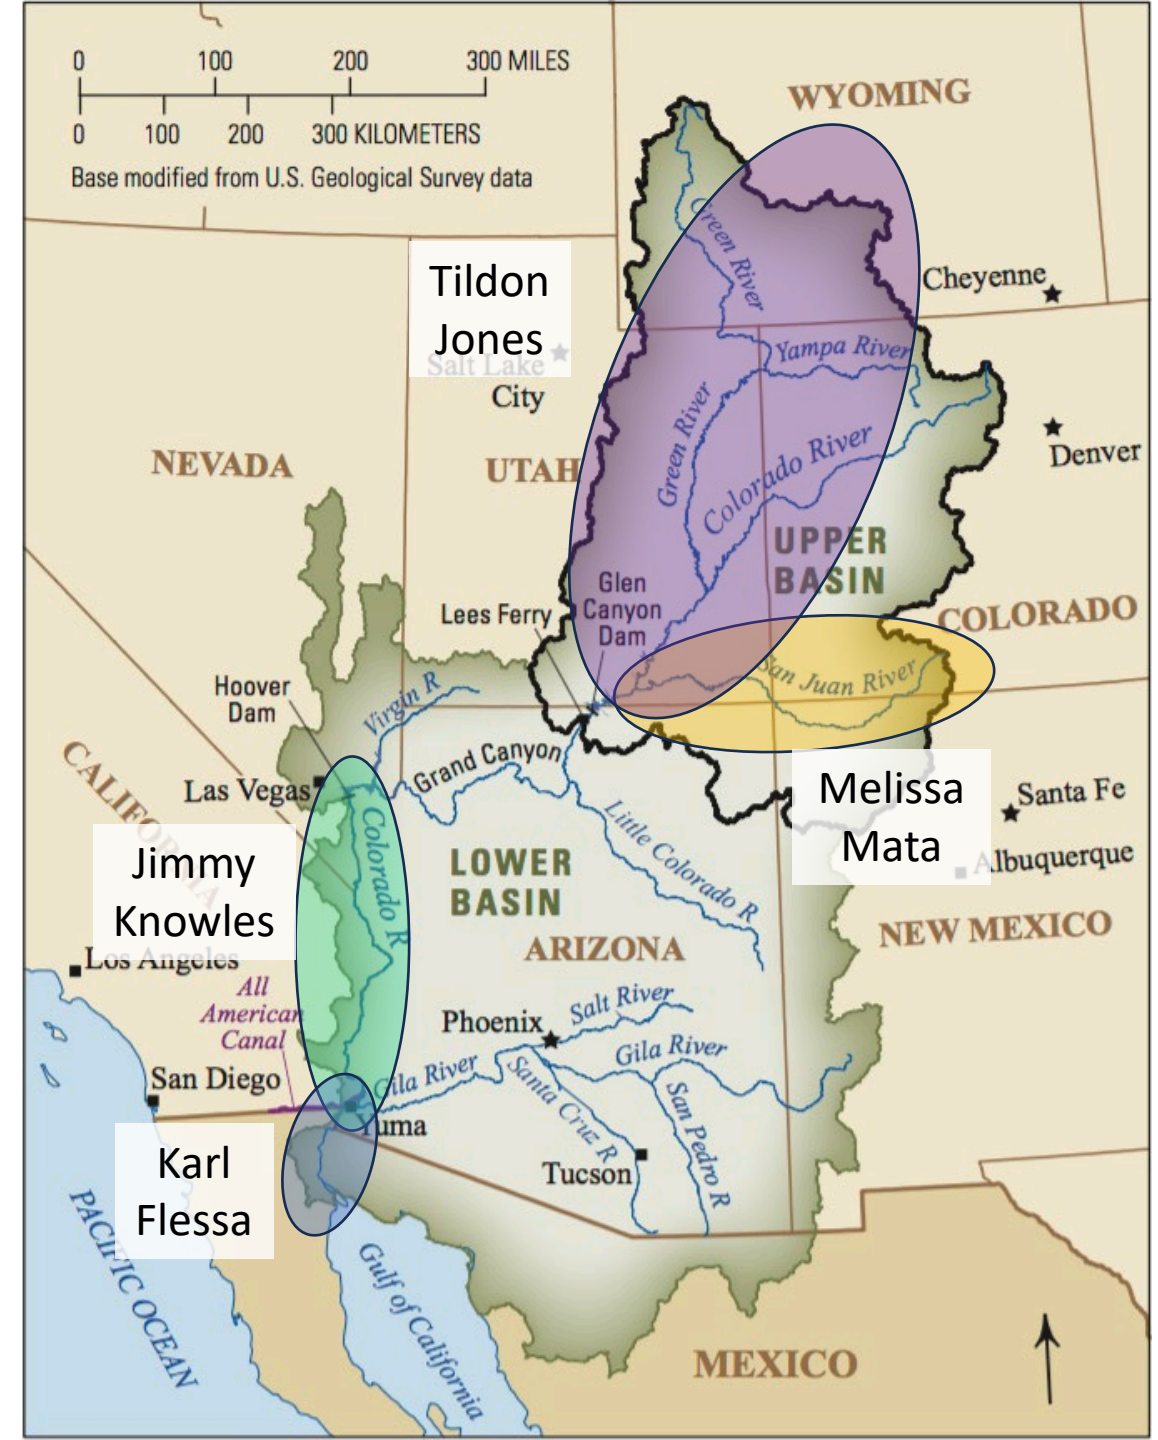 0 100 200 300 MILES
0 100 200 300 KILOMETERS
Base modified from U.S. Geological Survey data
WYOMING
Green River
Cheyenne
Tildon
Jones
Salt Lake
City
Yampa River
NEVADA
UTAH
Green River
Colorado River
Denver
UPPER
BASIN
Glen
Canyon
Dam
Lees Ferry
COLORADO
San Juan River
Hoover
Dam
Virgin R
Grand Canyon
Las Vegas
CALIFORNIA
Melissa
Mata
Santa Fe
Albuquerque
Jimmy
Knowles
Colorado R
LOWER
BASIN
Little Colorado R
ARIZONA
NEW MEXICO
Los Angeles
All
American
Canal
Phoenix
Salt River
Gila River
Gila River
San Diego
Yuma
Santa Cruz R
San Pedro R
Tucson
Karl
Flessa
PACIFIC OCEAN
Gulf of California
MEXICO